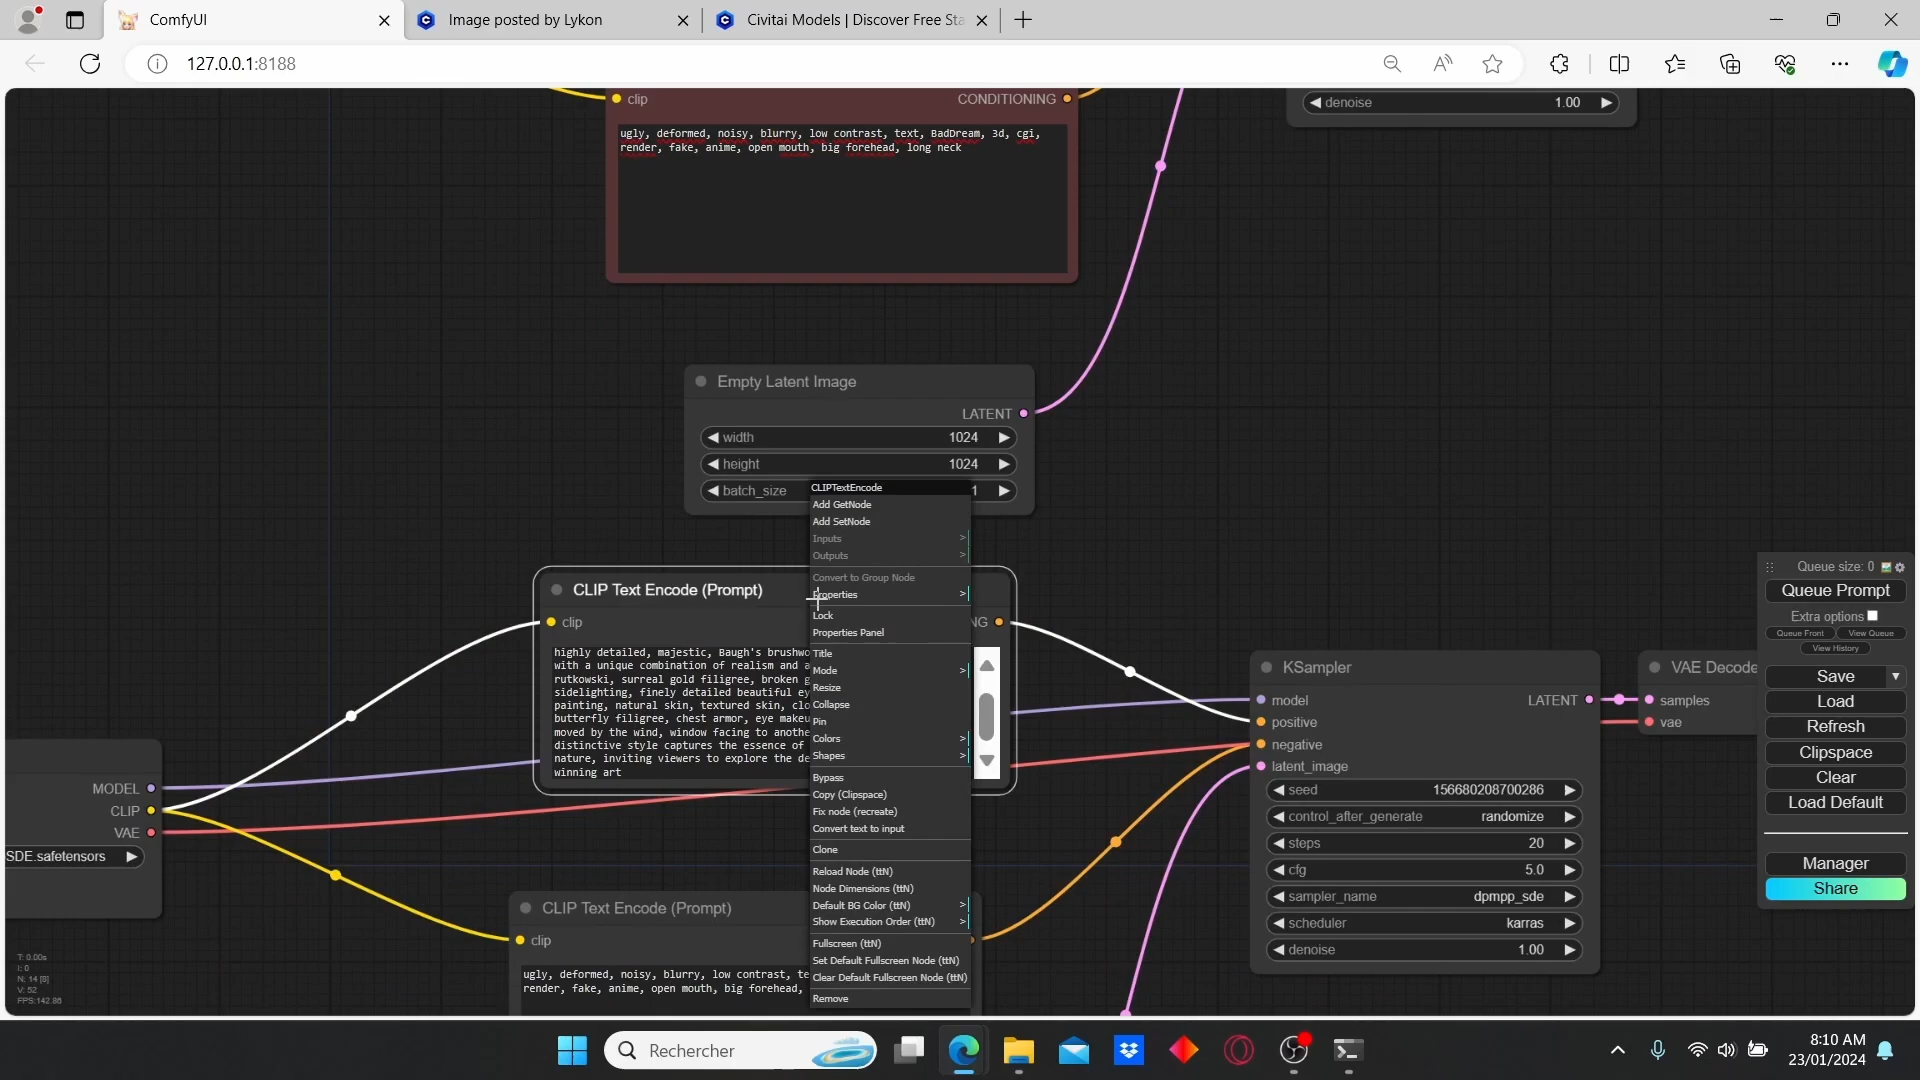 ComfyUI
Image posted by Lykon
Civitai Models | Discover Free Sta
127.0.0.1:8188
clip
CONDITIONING
ugly, deformed, noisy, blurry, low contrast, text, BadDream, 3d, cgi,
render, fake, anime, open mouth, big forehead, long neck
denoise 1.00
Empty Latent Image
LATENT
width 1024
height 1024
batch_size 1
CLIPTextEncode
Add GetNode
Add SetNode
Inputs >
Outputs >
Convert to Group Node
Properties >
Lock
Properties Panel
Title
Mode >
Resize
Collapse
Pin
Colors >
Shapes >
Bypass
Copy (Clipspace)
Fix node (recreate)
Convert text to input
Clone
Reload Node (ttN)
Node Dimensions (ttN)
Default BG Color (ttN) >
Show Execution Order (ttN) >
Fullscreen (ttN)
Set Default Fullscreen Node (ttN)
Clear Default Fullscreen Node (ttN)
Remove
CLIP Text Encode (Prompt)
clip
NG
highly detailed, majestic, Baugh's brushwo
with a unique combination of realism and a
rutkowski, surreal gold filigree, broken g
sidelighting, finely detailed beautiful ey
painting, natural skin, textured skin, clo
butterfly filigree, chest armor, eye makeu
moved by the wind, window facing to anothe
distinctive style captures the essence of
nature, inviting viewers to explore the de
winning art
MODEL
CLIP
VAE
SDE.safetensors
CLIP Text Encode (Prompt)
clip
ugly, deformed, noisy, blurry, low contrast, te
render, fake, anime, open mouth, big forehead,
KSampler
model
LATENT
positive
negative
latent_image
seed 156680208700286
control_after_generate randomize
steps 20
cfg 5.0
sampler_name dpmpp_sde
scheduler karras
denoise 1.00
VAE Decode
samples
vae
Queue size: 0
Queue Prompt
Extra options
Queue Front View Queue
View History
Save
Load
Refresh
Clipspace
Clear
Load Default
Manager
Share
T: 0.00s
I: 0
N: 14 [8]
V: 52
FPS:142.86
Rechercher
8:10 AM
23/01/2024